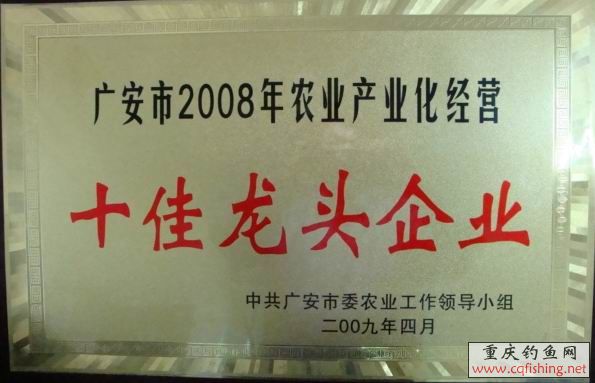 广安市2008年农业产业化经营
十佳龙头企业
中共广安市委农业工作领导小组
二00九年四月
重庆钓鱼网
www.cqfishing.net